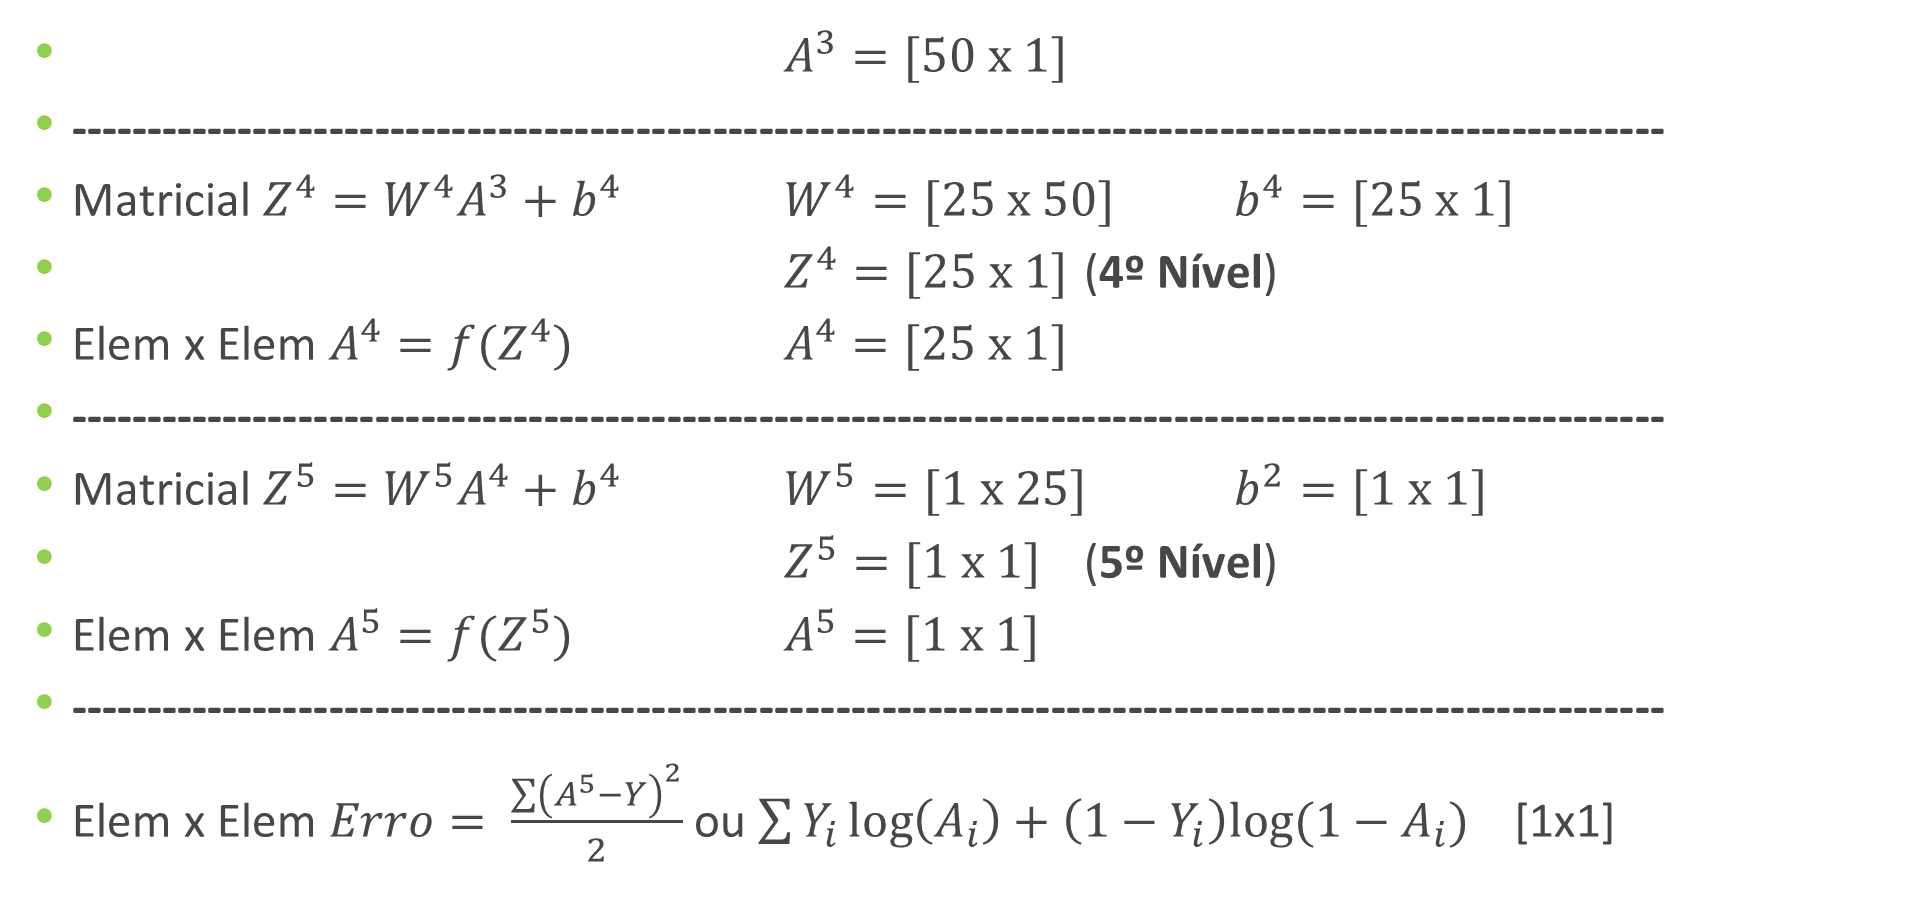 • A³ = [50 x 1]
• ---------------------------------------------------------------------------------------------------------
• Matricial Z⁴ = W⁴A³ + b⁴ W⁴ = [25 x 50] b⁴ = [25 x 1]
• Z⁴ = [25 x 1] (4º Nível)
• Elem x Elem A⁴ = f(Z⁴) A⁴ = [25 x 1]
• ---------------------------------------------------------------------------------------------------------
• Matricial Z⁵ = W⁵A⁴ + b⁴ W⁵ = [1 x 25] b² = [1 x 1]
• Z⁵ = [1 x 1] (5º Nível)
• Elem x Elem A⁵ = f(Z⁵) A⁵ = [1 x 1]
• ---------------------------------------------------------------------------------------------------------
• Elem x Elem Erro = ∑(A⁵−Y)²/2 ou ∑ Yᵢ log(Aᵢ) + (1 − Yᵢ)log(1 − Aᵢ) [1x1]